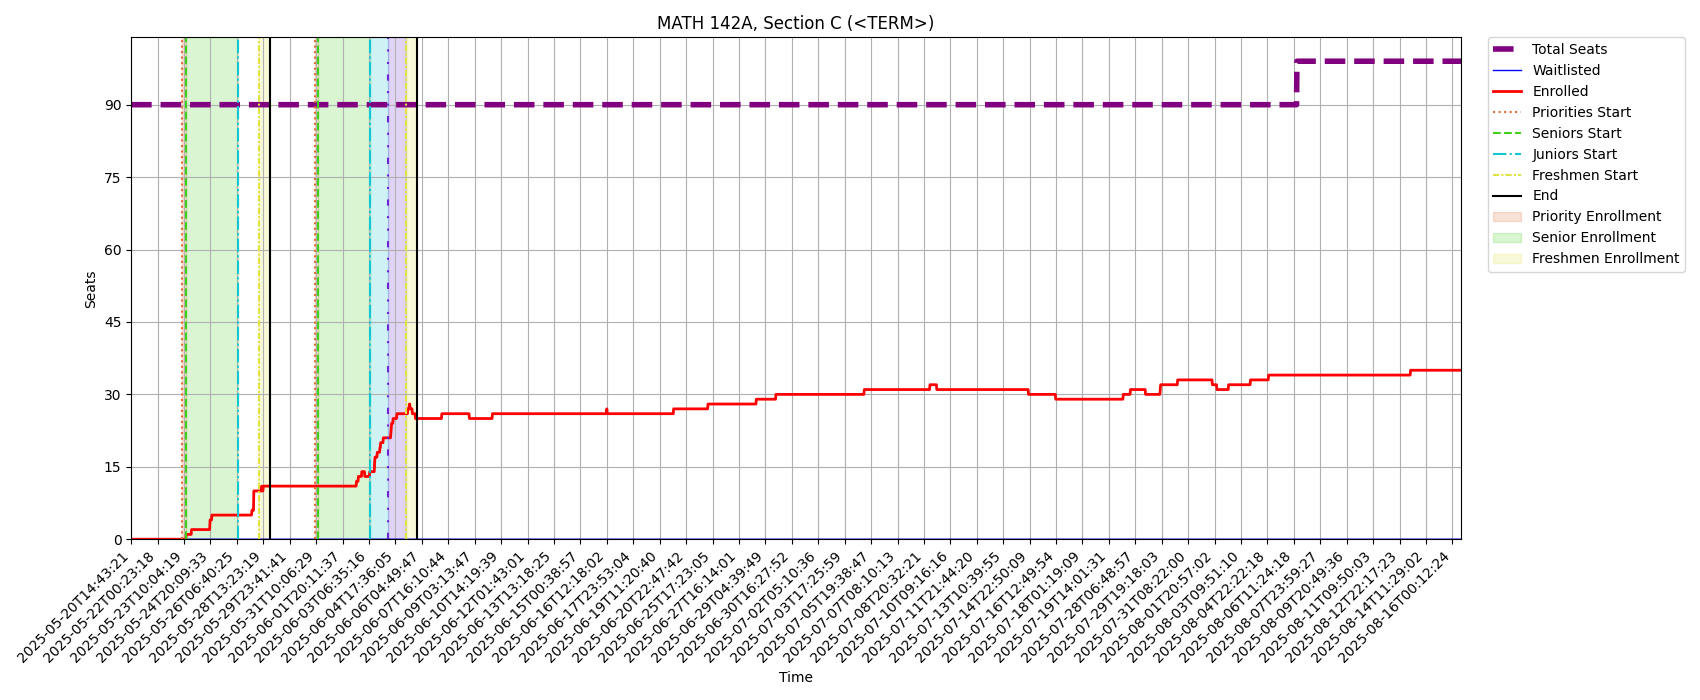 MATH 142A, Section C (<TERM>)
Total Seats
Waitlisted
Enrolled
Priorities Start
Seniors Start
Juniors Start
Freshmen Start
End
Priority Enrollment
Senior Enrollment
Freshmen Enrollment
Seats
90
75
60
45
30
15
0
2025-05-20T14:43:21
2025-05-22T00:23:18
2025-05-23T10:04:19
2025-05-24T20:09:33
2025-05-26T06:40:25
2025-05-28T13:23:19
2025-05-29T23:41:41
2025-05-31T10:06:29
2025-06-01T20:11:37
2025-06-03T06:35:16
2025-06-04T17:36:05
2025-06-06T04:49:47
2025-06-07T16:10:44
2025-06-09T03:13:47
2025-06-10T14:19:39
2025-06-12T01:43:01
2025-06-13T13:18:25
2025-06-15T00:38:57
2025-06-16T12:18:02
2025-06-17T23:53:04
2025-06-19T11:20:40
2025-06-20T22:47:42
2025-06-25T17:23:05
2025-06-27T16:14:01
2025-06-29T04:39:49
2025-06-30T16:27:52
2025-07-02T05:10:36
2025-07-03T17:25:59
2025-07-05T19:38:47
2025-07-07T08:10:13
2025-07-08T20:32:21
2025-07-10T09:16:16
2025-07-11T21:44:20
2025-07-13T10:39:55
2025-07-14T22:50:09
2025-07-16T12:49:54
2025-07-18T01:19:09
2025-07-19T14:01:31
2025-07-28T06:48:57
2025-07-29T19:18:03
2025-07-31T08:22:00
2025-08-01T20:57:02
2025-08-03T09:51:10
2025-08-04T22:22:18
2025-08-06T11:24:18
2025-08-07T23:59:27
2025-08-09T20:49:36
2025-08-11T09:50:03
2025-08-12T22:17:23
2025-08-14T11:29:02
2025-08-16T00:12:24
Time